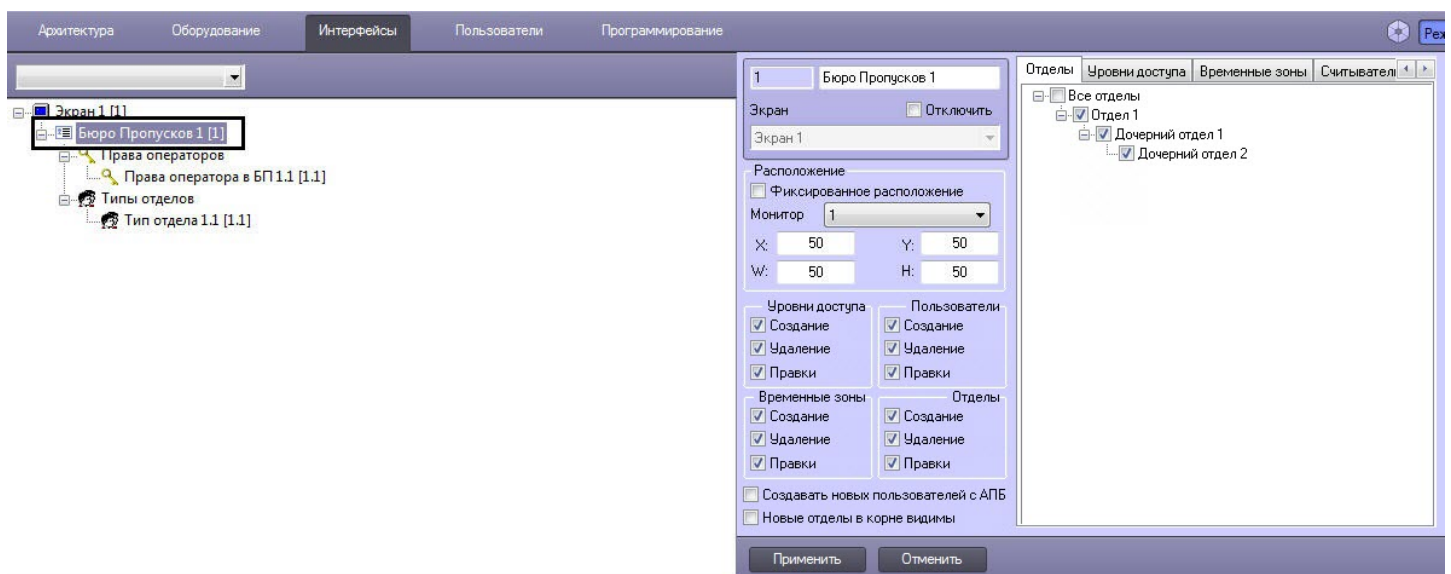 Архитектура Оборудование Интерфейсы Пользователи Программирование
Экран 1 [1]
Бюро Пропусков 1 [1]
Права операторов
Права оператора в БП 1.1 [1.1]
Типы отделов
Тип отдела 1.1 [1.1]
1 Бюро Пропусков 1
Экран Отключить
Экран 1
Расположение
Фиксированное расположение
Монитор 1
X: 50 Y: 50
W: 50 H: 50
Уровни доступа Пользователи
Создание Создание
Удаление Удаление
Правки Правки
Временные зоны Отделы
Создание Создание
Удаление Удаление
Правки Правки
Создавать новых пользователей с АПБ
Новые отделы в корне видимы
Применить Отменить
Отделы Уровни доступа Временные зоны Считывател
Все отделы
Отдел 1
Дочерний отдел 1
Дочерний отдел 2